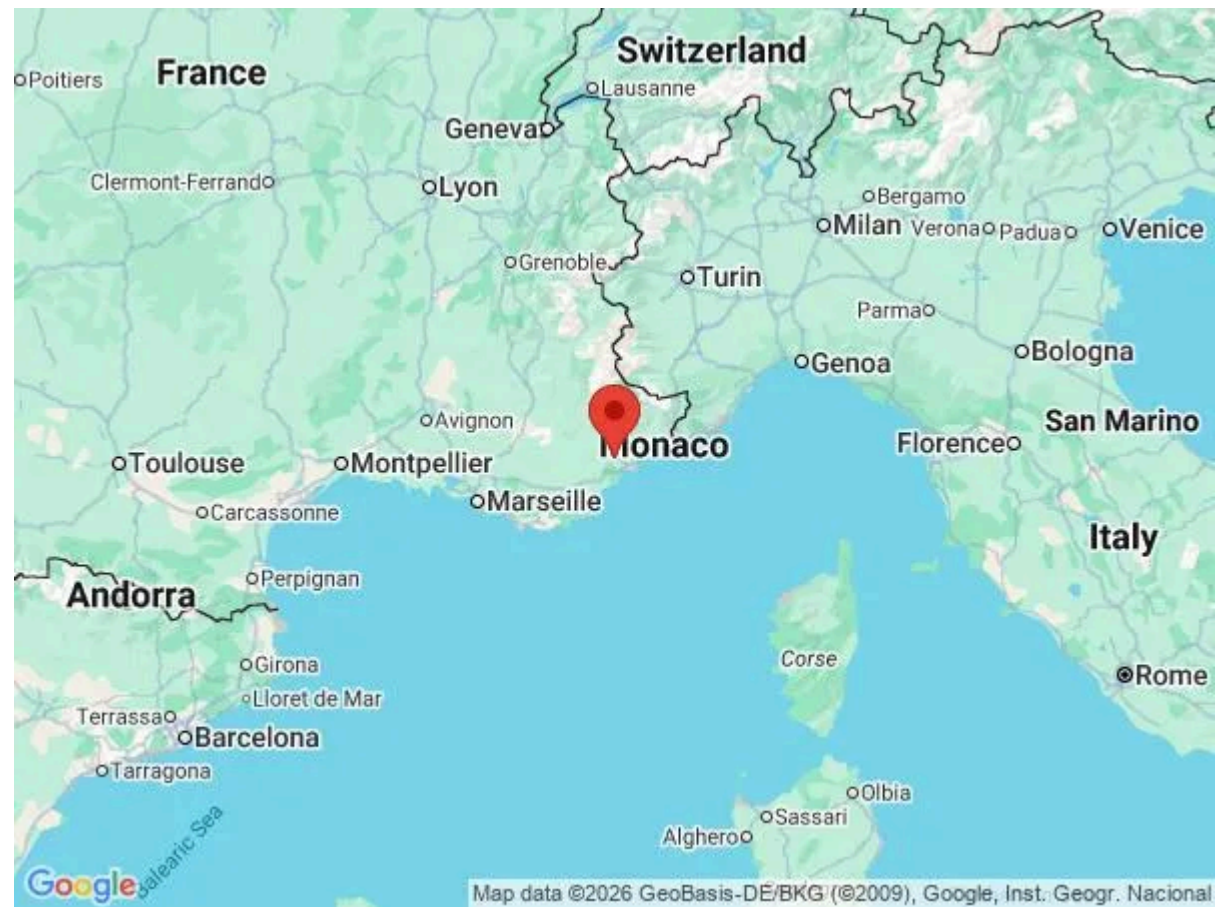 Switzerland
France
Poitiers
Lausanne
Geneva
Clermont-Ferrand
Lyon
Bergamo
Milan
Verona
Padua
Venice
Grenoble
Turin
Parma
Genoa
Bologna
Avignon
San Marino
Monaco
Florence
Toulouse
Montpellier
Marseille
Carcassonne
Italy
Perpignan
Andorra
Corse
Girona
Rome
Lloret de Mar
Terrassa
Barcelona
Tarragona
Olbia
Sassari
Alghero
Balearic Sea
Google
Map data ©2026 GeoBasis-DE/BKG (©2009), Google, Inst. Geogr. Nacional